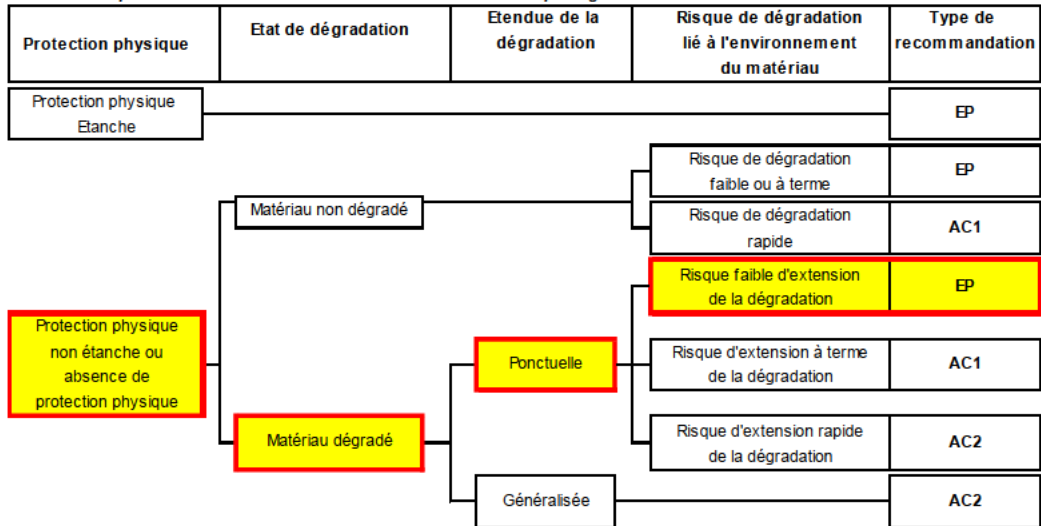 Protection physique
Etat de dégradation
Etendue de la
dégradation
Risque de dégradation
lié à l'environnement
du matériau
Type de
recommandation
Protection physique
Etanche
EP
Risque de dégradation
faible ou à terme
EP
Matériau non dégradé
Risque de dégradation
rapide
AC1
Risque faible d'extension
de la dégradation
EP
Protection physique
non étanche ou
absence de
protection physique
Ponctuelle
Risque d'extension à terme
de la dégradation
AC1
Matériau dégradé
Risque d'extension rapide
de la dégradation
AC2
Généralisée
AC2